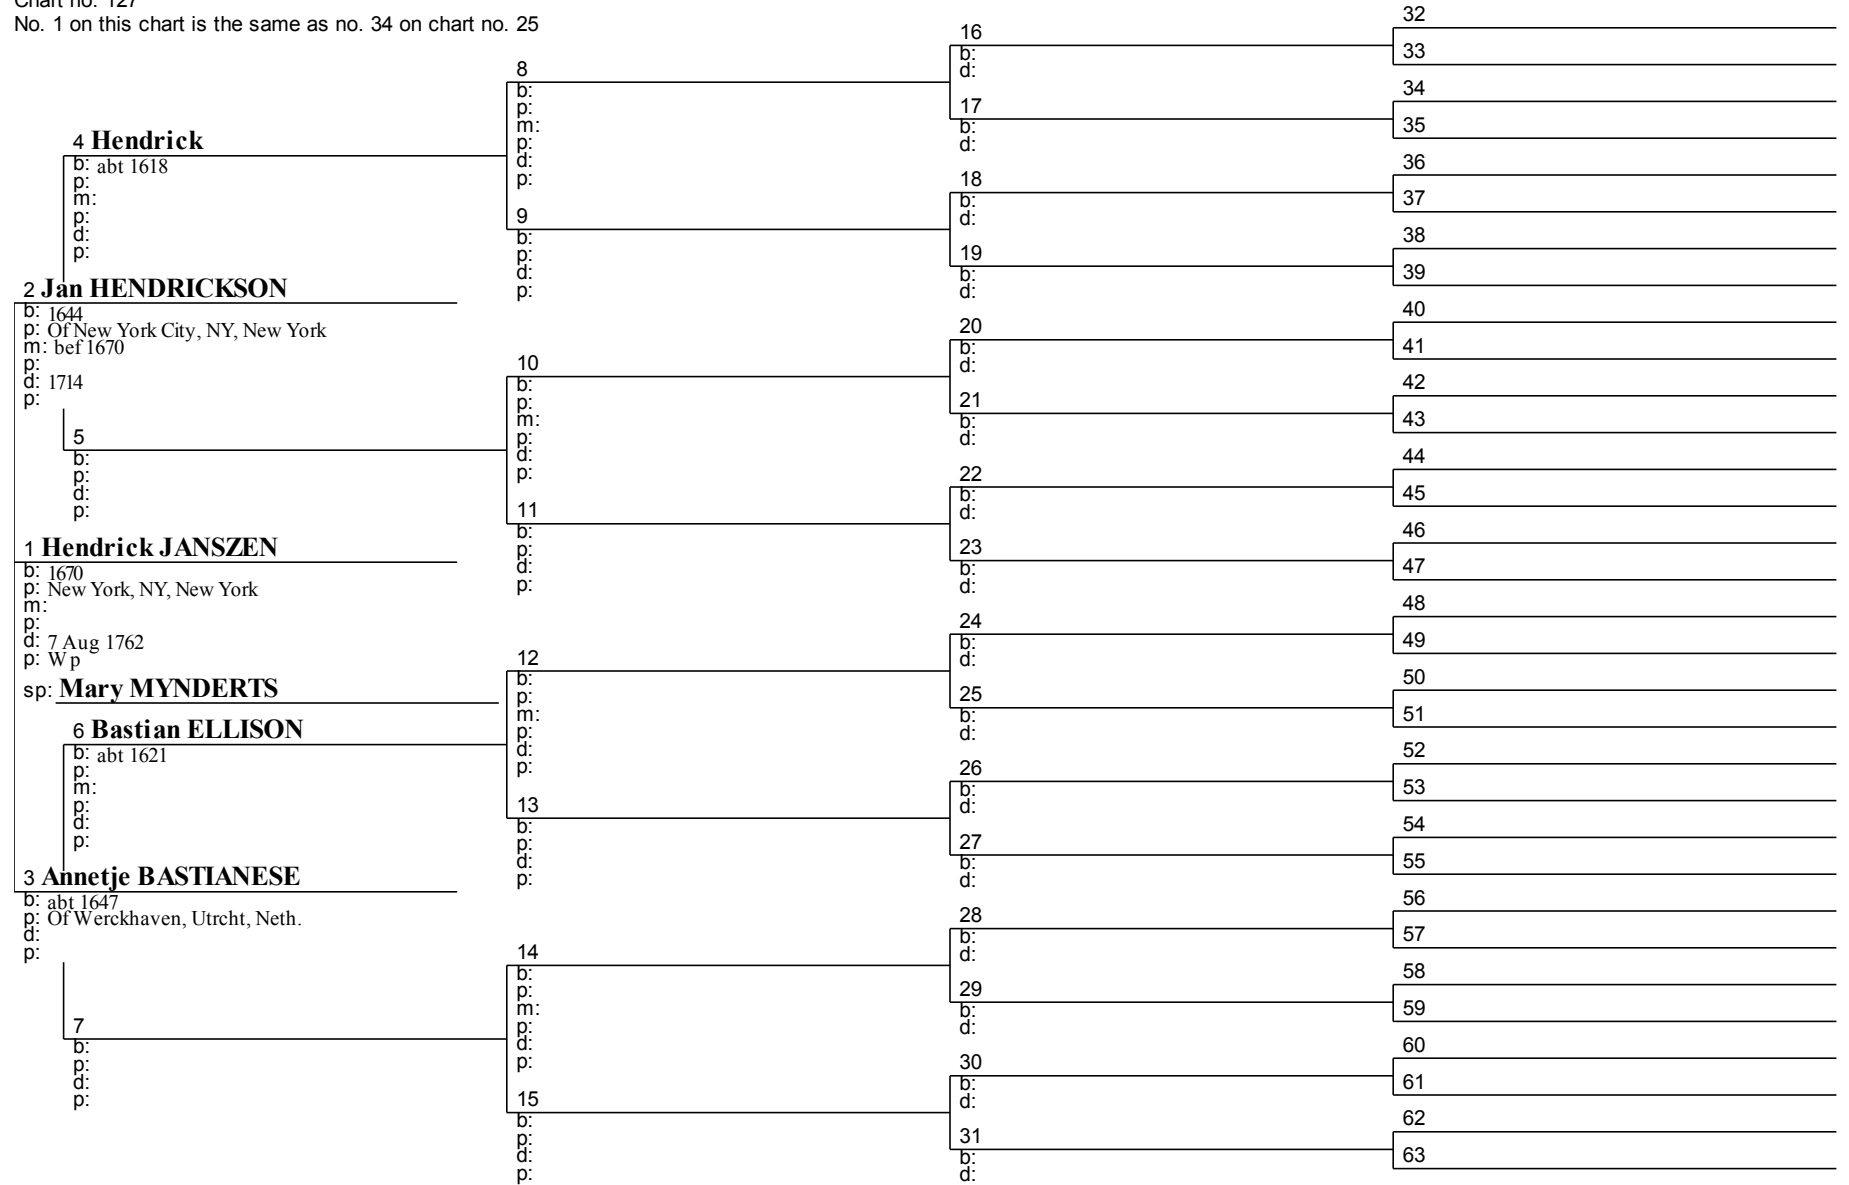 Chart no. 127
No. 1 on this chart is the same as no. 34 on chart no. 25
4 Hendrick
b: abt 1618
p:
m:
p:
d:
p:
2 Jan HENDRICKSON
b: 1644
p: Of New York City, NY, New York
m: bef 1670
p:
d: 1714
p:
5
b:
p:
d:
p:
1 Hendrick JANSZEN
b: 1670
p: New York, NY, New York
m:
p:
d: 7 Aug 1762
p: Wp
sp: Mary MYNDERTS
6 Bastian ELLISON
b: abt 1621
p:
m:
p:
d:
p:
3 Annetje BASTIANESE
b: abt 1647
p: Of Werckhaven, Utrcht, Neth.
d:
p:
7
b:
p:
d:
p:
8
b:
p:
m:
p:
d:
p:
9
b:
p:
d:
p:
10
b:
p:
m:
p:
d:
p:
11
b:
p:
d:
p:
12
b:
p:
m:
p:
d:
p:
13
b:
p:
d:
p:
14
b:
p:
m:
p:
d:
p:
15
b:
p:
d:
p:
16
b:
d:
17
b:
d:
18
b:
d:
19
b:
d:
20
b:
d:
21
b:
d:
22
b:
d:
23
b:
d:
24
b:
d:
25
b:
d:
26
b:
d:
27
b:
d:
28
b:
d:
29
b:
d:
30
b:
d:
31
b:
d:
32
33
34
35
36
37
38
39
40
41
42
43
44
45
46
47
48
49
50
51
52
53
54
55
56
57
58
59
60
61
62
63